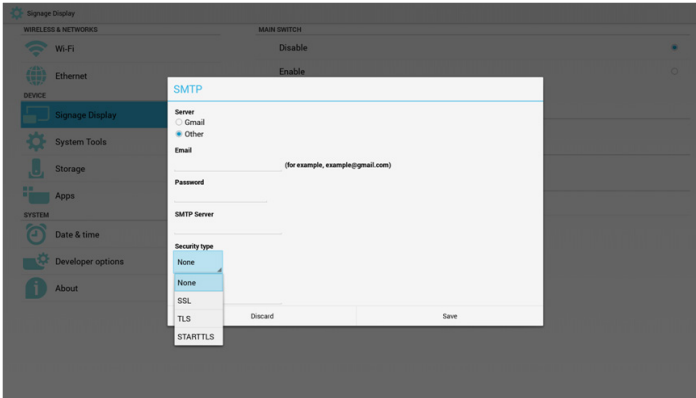 Signage Display
WIRELESS & NETWORKS
Wi-Fi
Ethernet
DEVICE
Signage Display
System Tools
Storage
Apps
SYSTEM
Date & time
Developer options
About
MAIN SWITCH
Disable
Enable
SMTP
Server
Gmail
Other
Email
(for example, example@gmail.com)
Password
SMTP Server
Security type
None
None
SSL
TLS
STARTTLS
Discard
Save